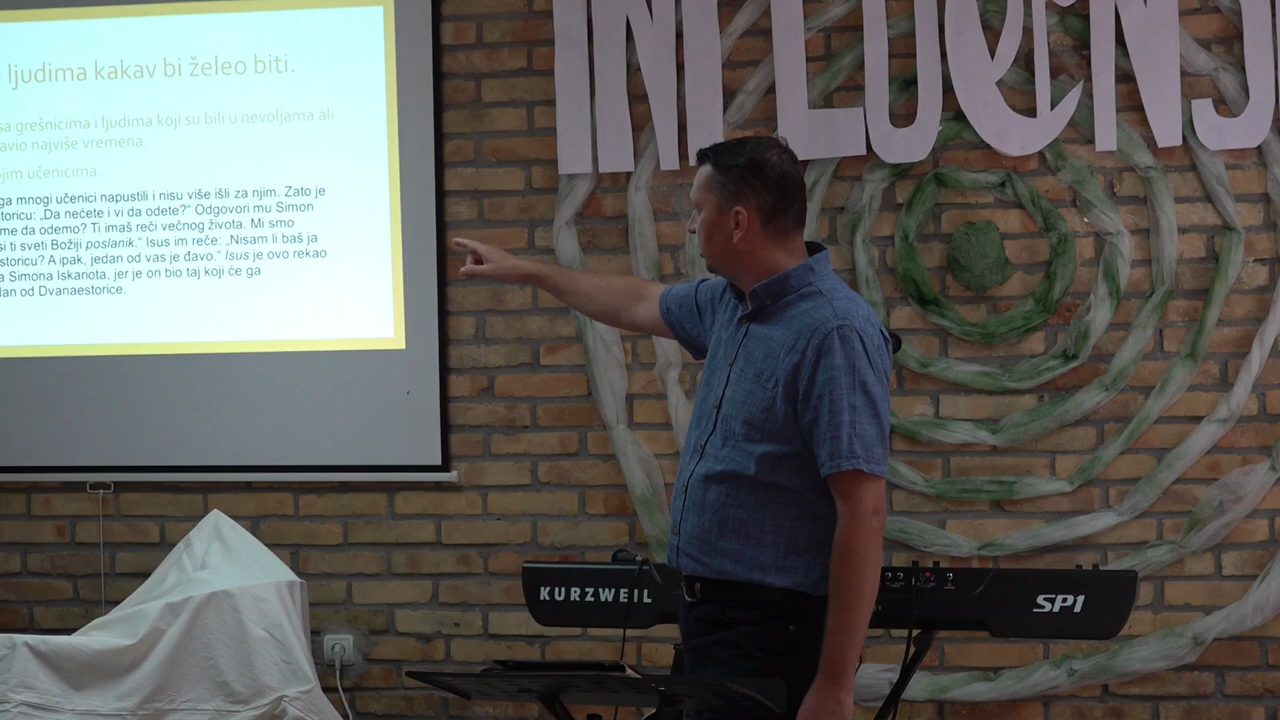 ljudima kakav bi želeo biti.
sa grešnicima i ljudima koji su bili u nevoljama ali
avio najviše vremena.
ojim učenicima.
ga mnogi učenici napustili i nisu više išli za njim. Zato je
storicu: „Da nećete i vi da odete?“ Odgovori mu Simon
me da odemo? Ti imaš reči večnog života. Mi smo
si ti sveti Božiji poslanik.“ Isus im reče: „Nisam li baš ja
storicu? A ipak, jedan od vas je đavo.“ Isus je ovo rekao
a Simona Iskariota, jer je on bio taj koji će ga
dan od Dvanaestorice.
INFLUENS
KURZWEIL
SP1